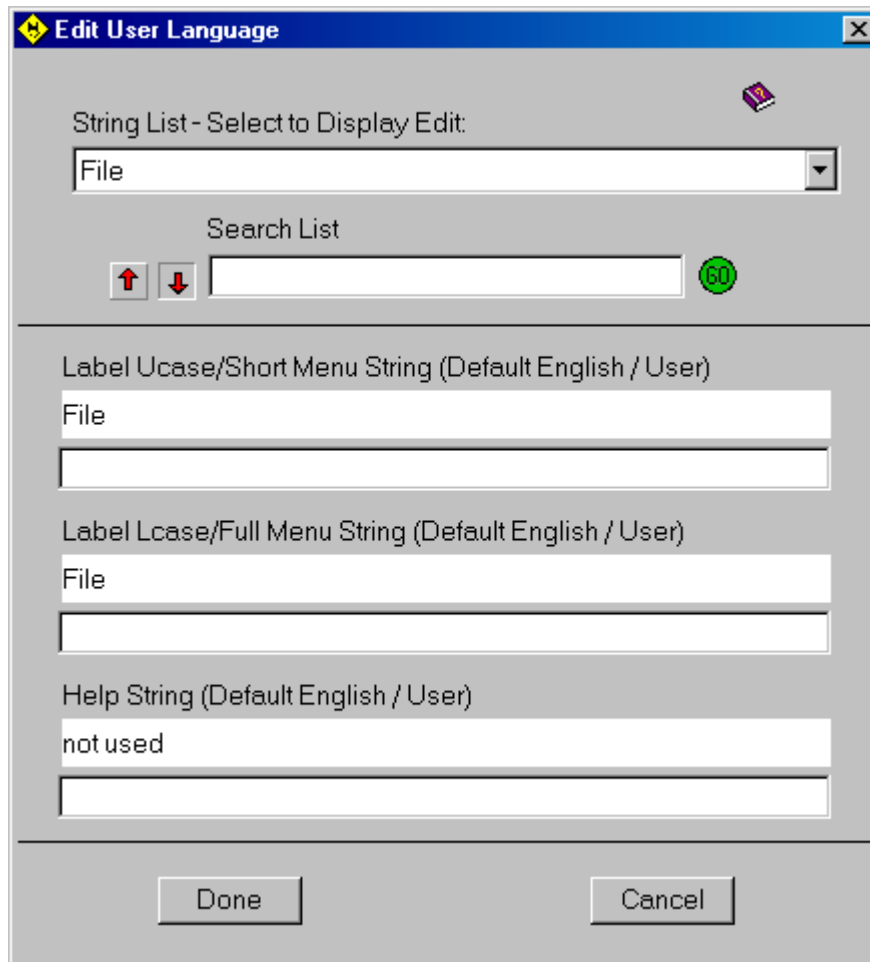 Edit User Language
String List - Select to Display Edit:
File
Search List
GO
Label Ucase/Short Menu String (Default English / User)
File
Label Lcase/Full Menu String (Default English / User)
File
Help String (Default English / User)
not used
Done Cancel